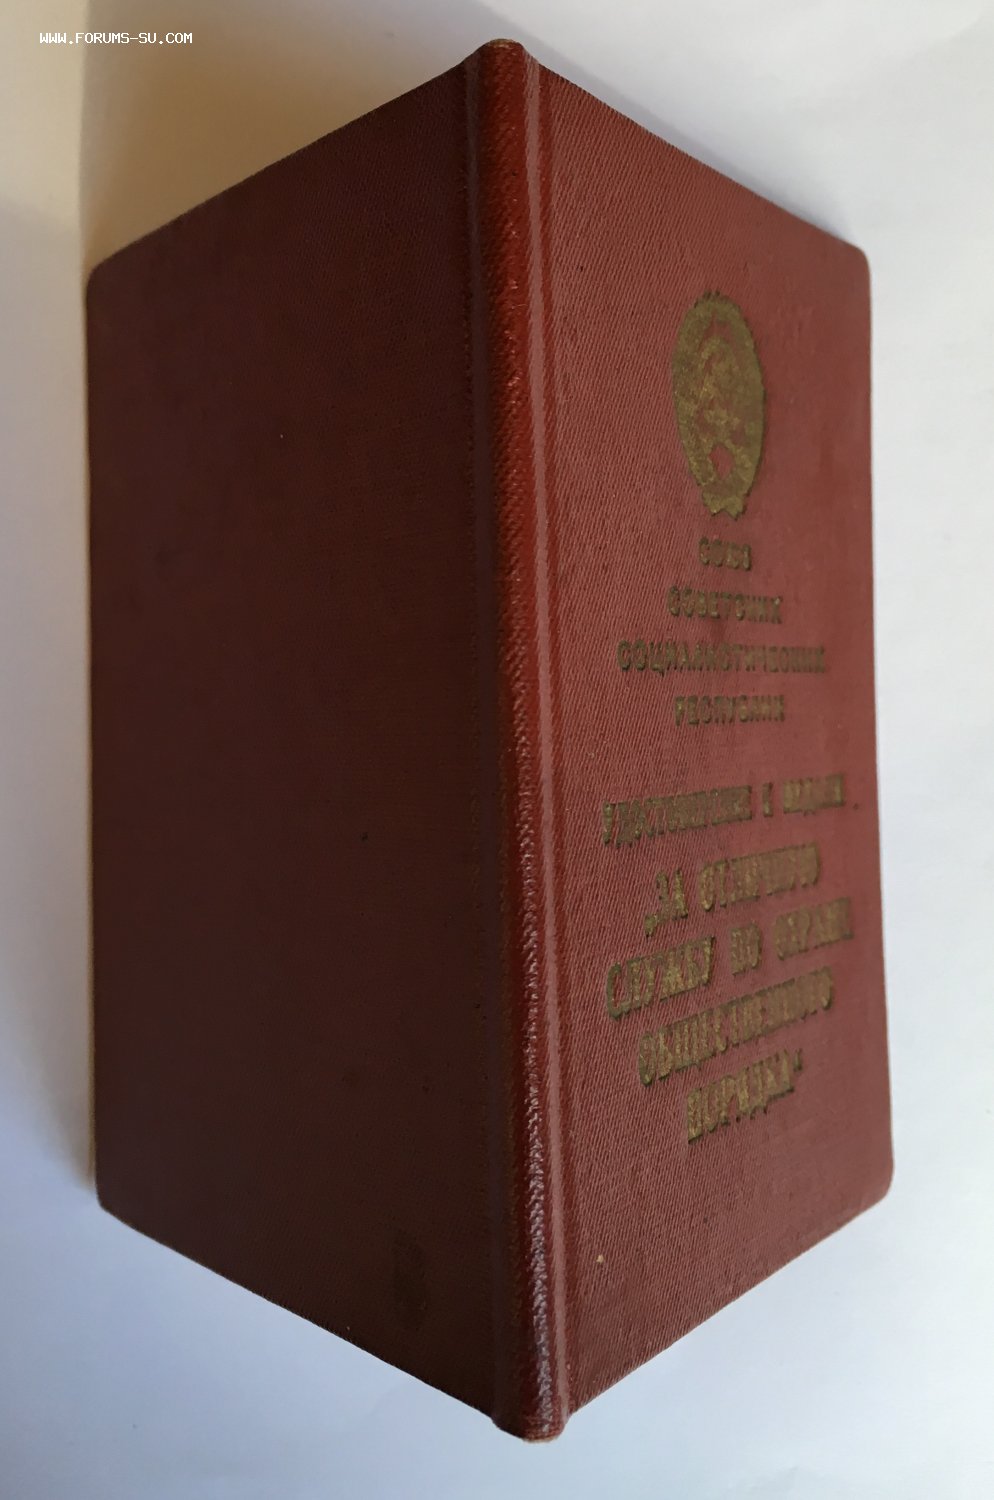 WWW.FORUMS-SU.COM
СОЮЗ
СОВЕТСКИХ
СОЦИАЛИСТИЧЕСКИХ
РЕСПУБЛИК
УДОСТОВЕРЕНИЕ К МЕДАЛИ
„ЗА ОТЛИЧНУЮ
СЛУЖБУ ПО ОХРАНЕ
ОБЩЕСТВЕННОГО
ПОРЯДКА“